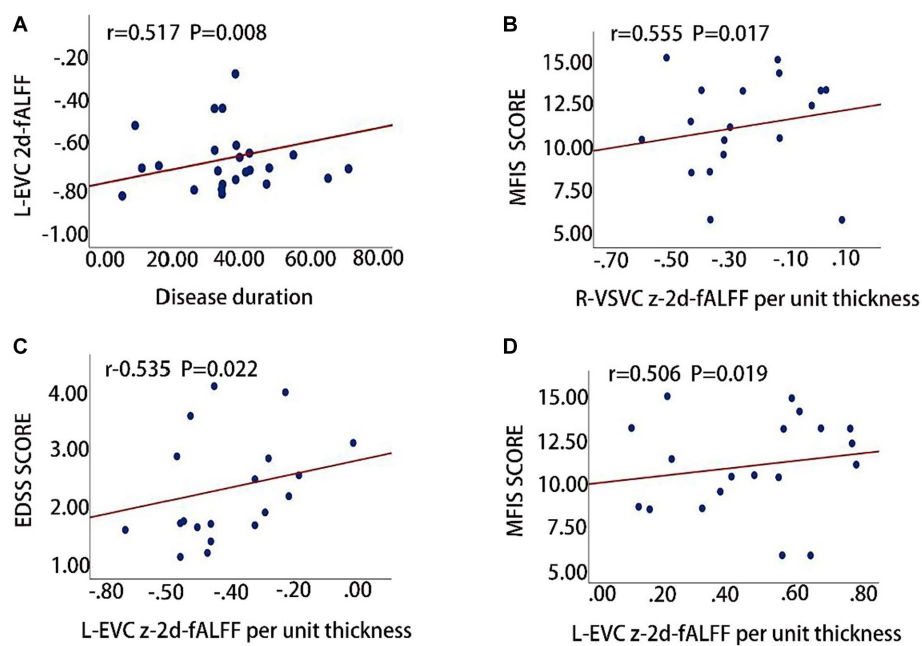 A
r=0.517 P=0.008
L-EVC 2d-fALFF
-.20
-.40
-.60
-.80
-1.00
0.00 20.00 40.00 60.00 80.00
Disease duration
B
r=0.555 P=0.017
MFIS SCORE
15.00
12.50
10.00
7.50
5.00
-.70 -.50 -.30 -.10 .10
R-VSVC z-2d-fALFF per unit thickness
C
r-0.535 P=0.022
EDSS SCORE
4.00
3.00
2.00
1.00
-.80 -.50 -.40 -.20 .00
L-EVC z-2d-fALFF per unit thickness
D
r=0.506 P=0.019
MFIS SCORE
15.00
12.50
10.00
7.50
5.00
.00 .20 .40 .60 .80
L-EVC z-2d-fALFF per unit thickness